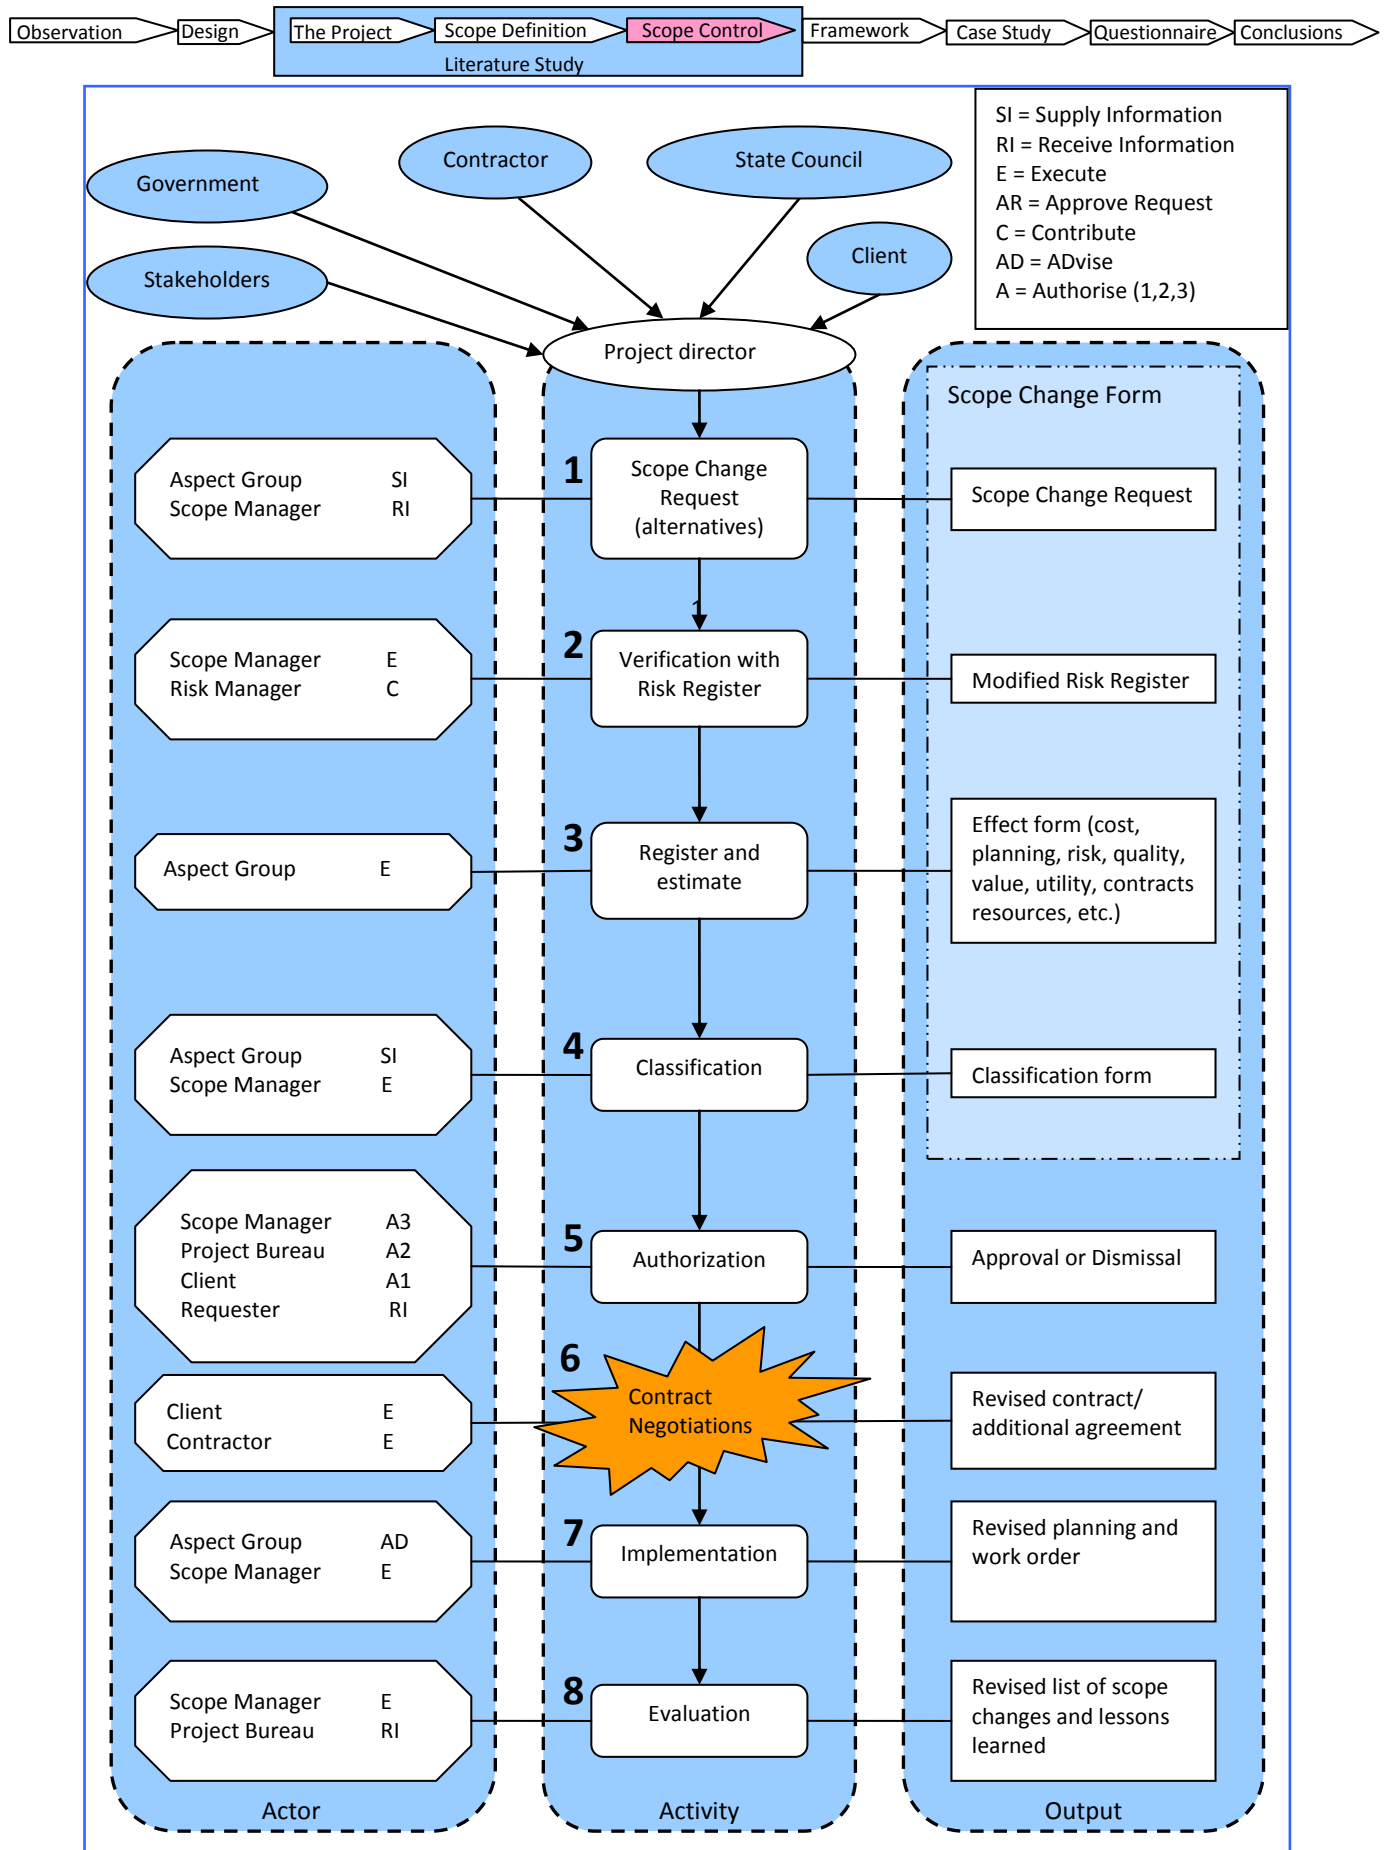 Observation
Design
The Project
Scope Definition
Scope Control
Framework
Case Study
Questionnaire
Conclusions
Literature Study
SI = Supply Information
RI = Receive Information
E = Execute
AR = Approve Request
C = Contribute
AD = ADvise
A = Authorise (1,2,3)
Government
Contractor
State Council
Stakeholders
Client
Project director
Scope Change Form
Aspect Group SI
Scope Manager RI
1
Scope Change
Request
(alternatives)
Scope Change Request
Scope Manager E
Risk Manager C
2
Verification with
Risk Register
Modified Risk Register
Aspect Group E
3
Register and
estimate
Effect form (cost,
planning, risk, quality,
value, utility, contracts
resources, etc.)
Aspect Group SI
Scope Manager E
4
Classification
Classification form
Scope Manager A3
Project Bureau A2
Client A1
Requester RI
5
Authorization
Approval or Dismissal
Client E
Contractor E
6
Contract
Negotiations
Revised contract/
additional agreement
Aspect Group AD
Scope Manager E
7
Implementation
Revised planning and
work order
Scope Manager E
Project Bureau RI
8
Evaluation
Revised list of scope
changes and lessons
learned
Actor
Activity
Output